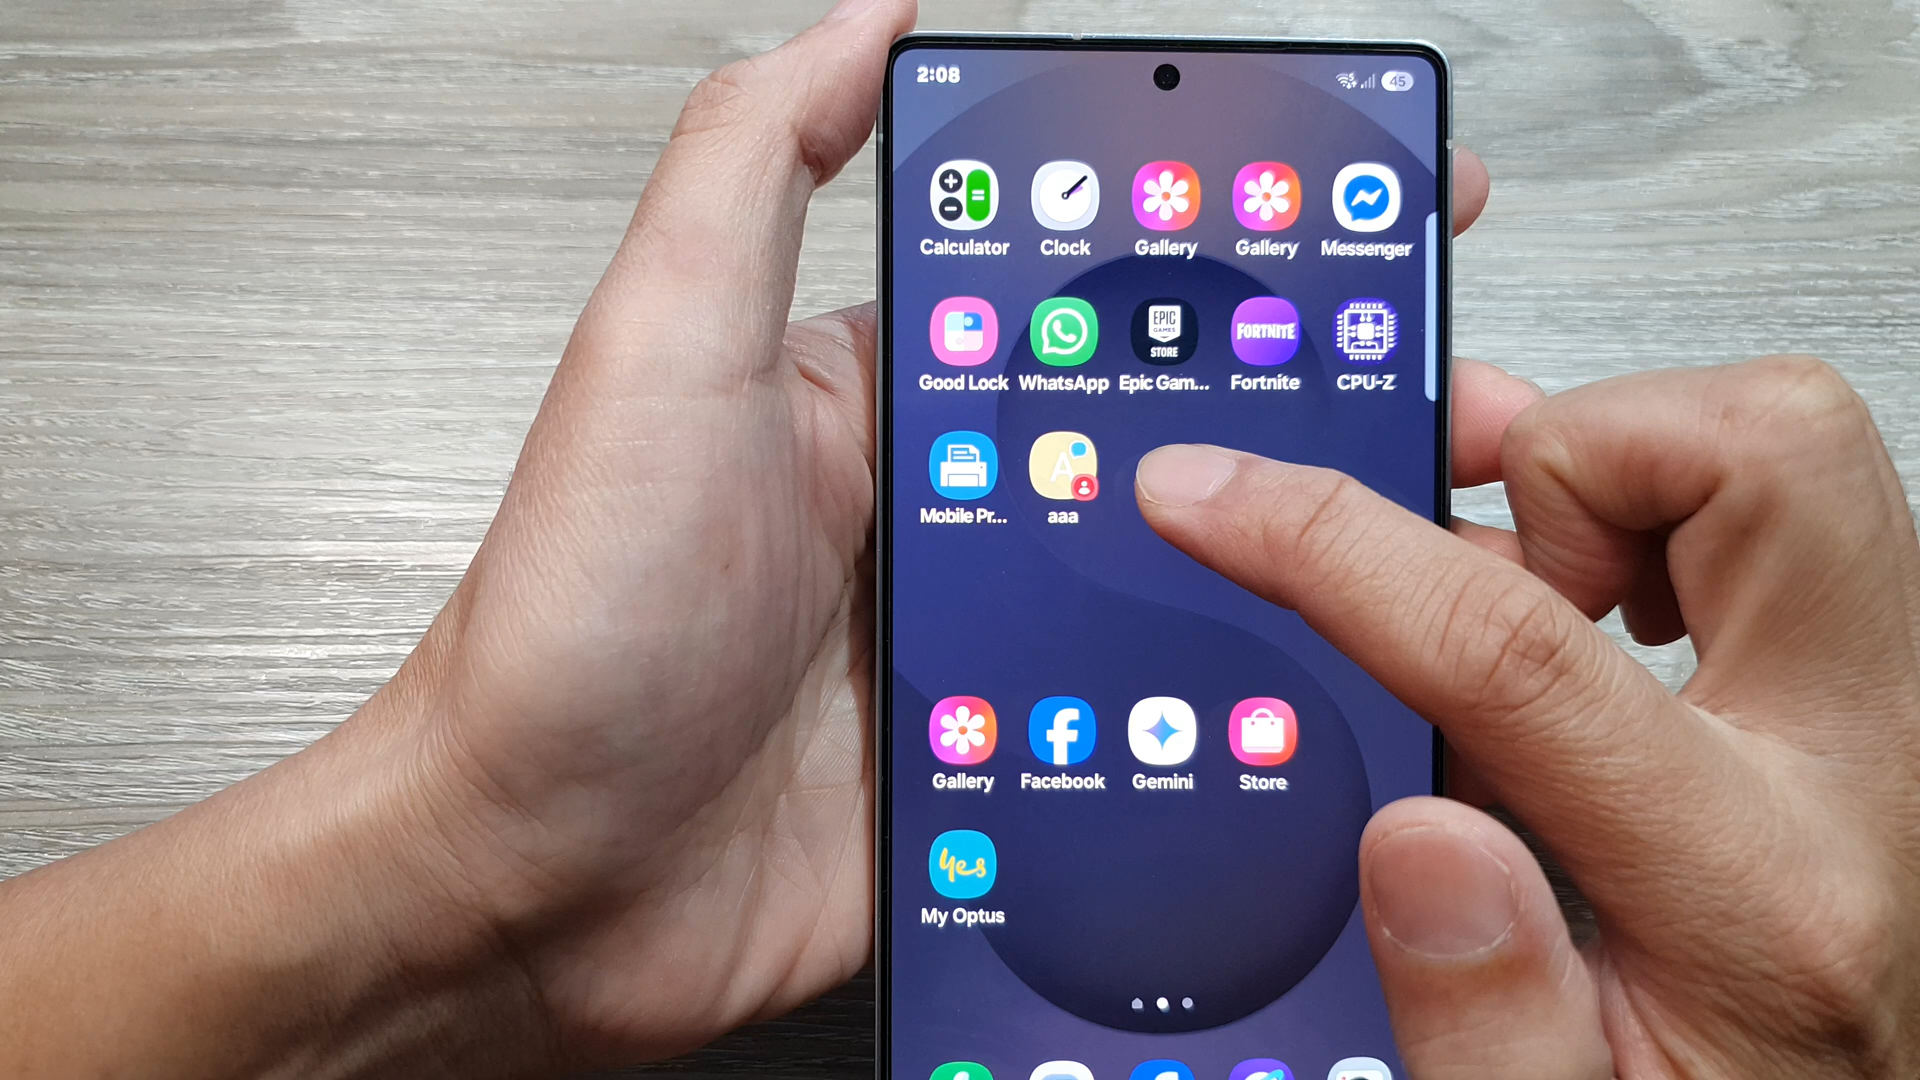 2:08
45
Calculator Clock Gallery Gallery Messenger
EPIC
GAMES
STORE
FORTNITE
Good Lock WhatsApp Epic Gam... Fortnite CPU-Z
A
Mobile Pr... aaa
Gallery Facebook Gemini Store
yes
My Optus